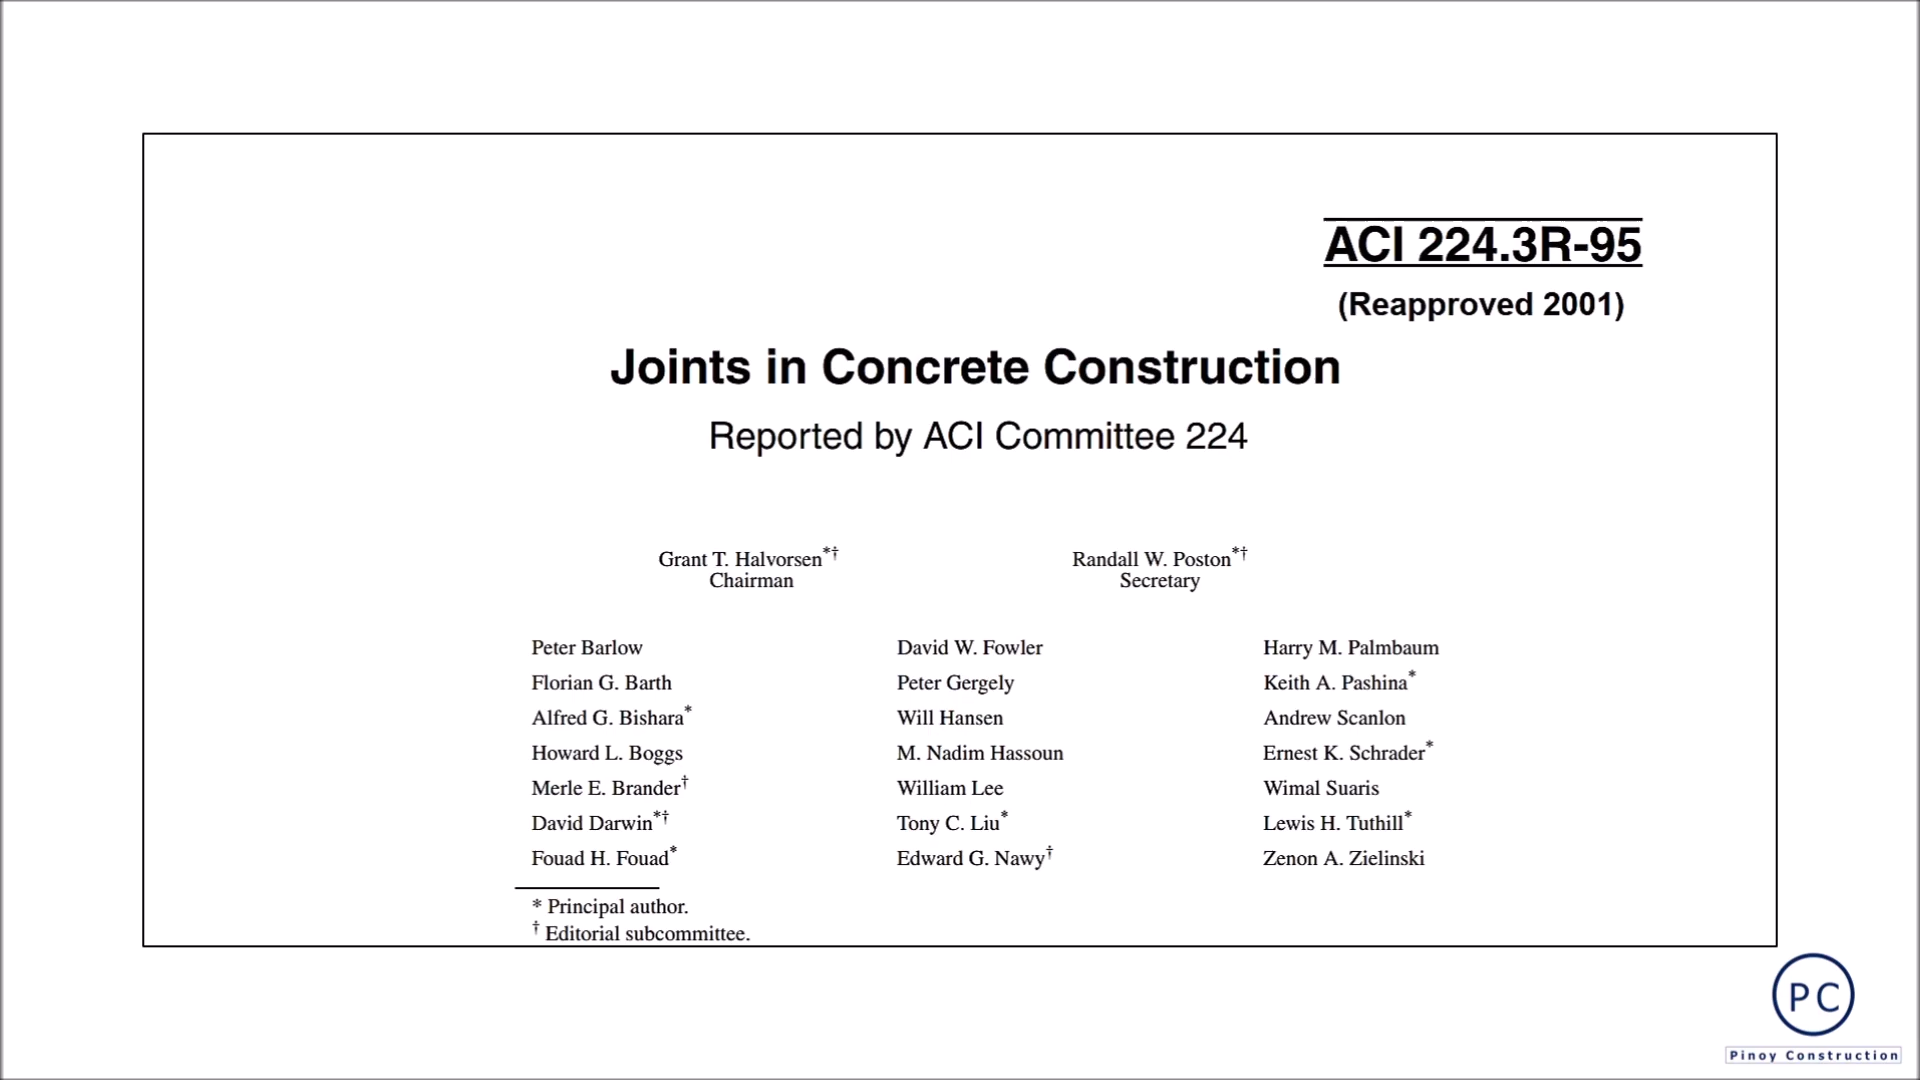 ACI 224.3R-95
(Reapproved 2001)
Joints in Concrete Construction
Reported by ACI Committee 224
Grant T. Halvorsen*† Randall W. Poston*†
Chairman Secretary
Peter Barlow David W. Fowler Harry M. Palmbaum
Florian G. Barth Peter Gergely Keith A. Pashina*
Alfred G. Bishara* Will Hansen Andrew Scanlon
Howard L. Boggs M. Nadim Hassoun Ernest K. Schrader*
Merle E. Brander† William Lee Wimal Suaris
David Darwin*† Tony C. Liu* Lewis H. Tuthill*
Fouad H. Fouad* Edward G. Nawy† Zenon A. Zielinski
* Principal author.
† Editorial subcommittee.
PC
Pinoy Construction